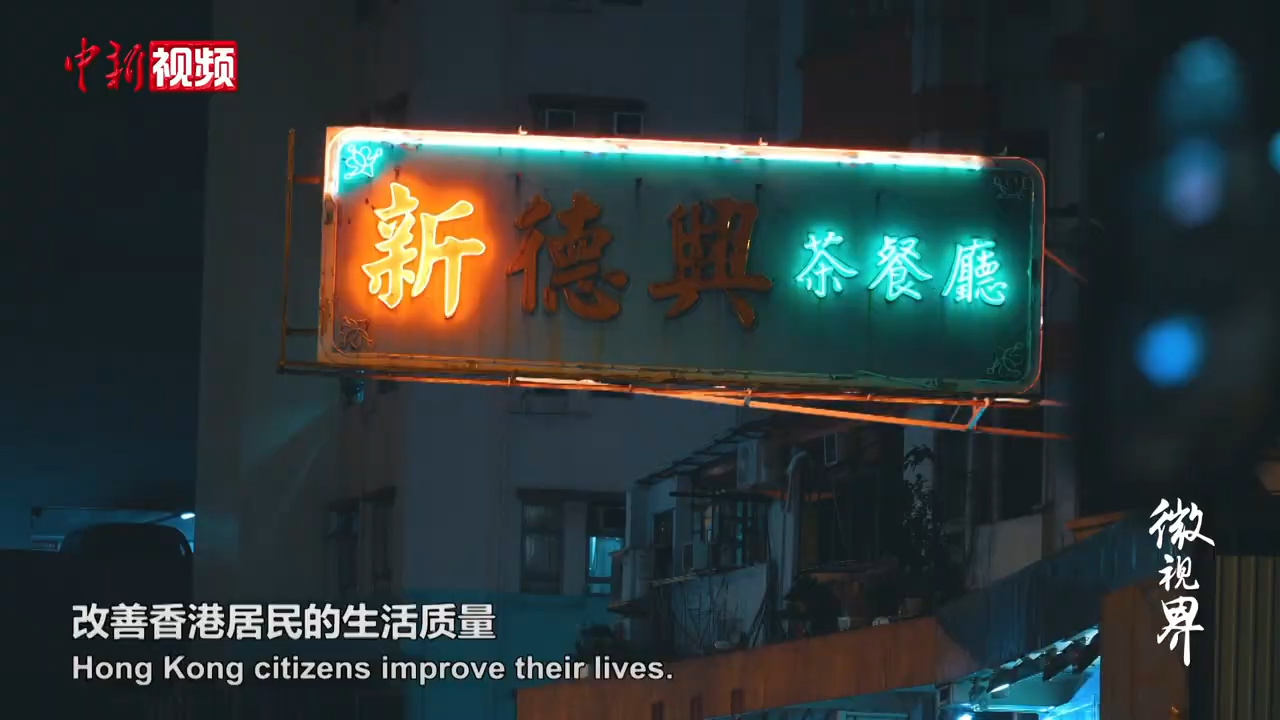 中新视频
新德興茶餐廳
微視界
改善香港居民的生活质量
Hong Kong citizens improve their lives.